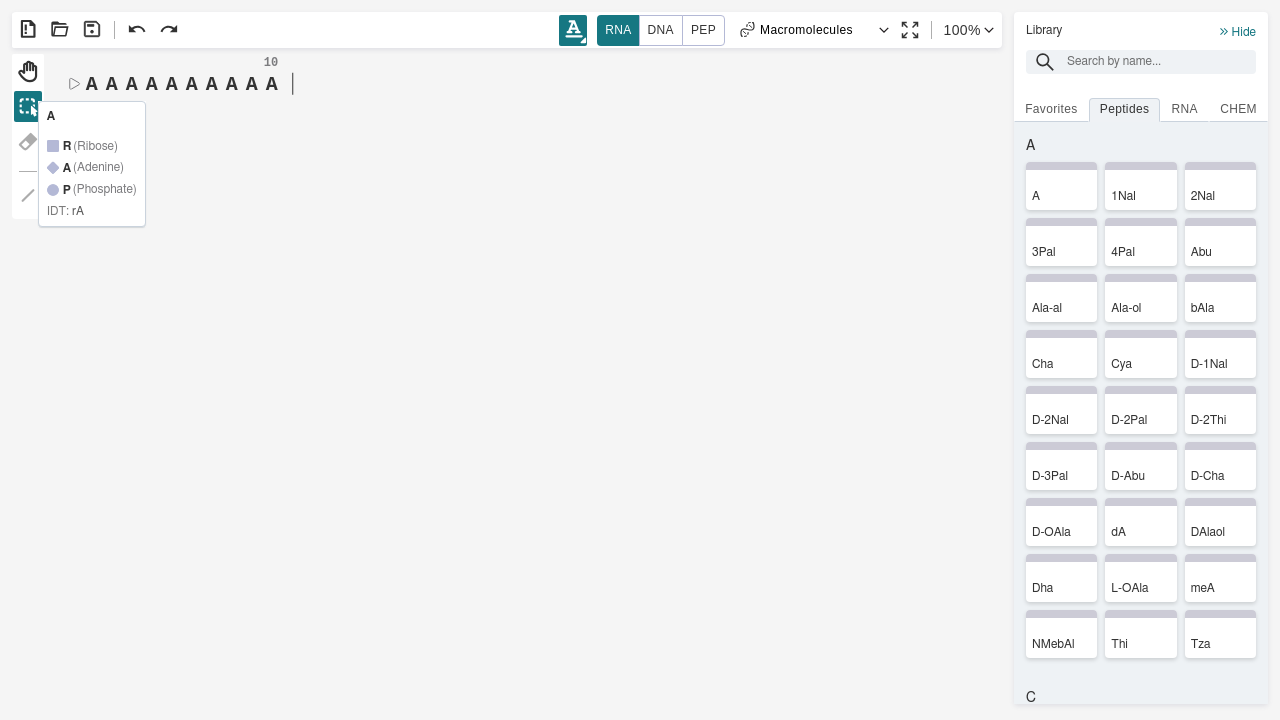 A RNA DNA PEP Macromolecules 100%
Library
Hide
Search by name...
Favorites Peptides RNA CHEM
10
A A A A A A A A A A
A
R (Ribose)
A (Adenine)
P (Phosphate)
IDT: rA
A
A 1Nal 2Nal
3Pal 4Pal Abu
Ala-al Ala-ol bAla
Cha Cya D-1Nal
D-2Nal D-2Pal D-2Thi
D-3Pal D-Abu D-Cha
D-OAla dA DAlaol
Dha L-OAla meA
NMebAl Thi Tza
C